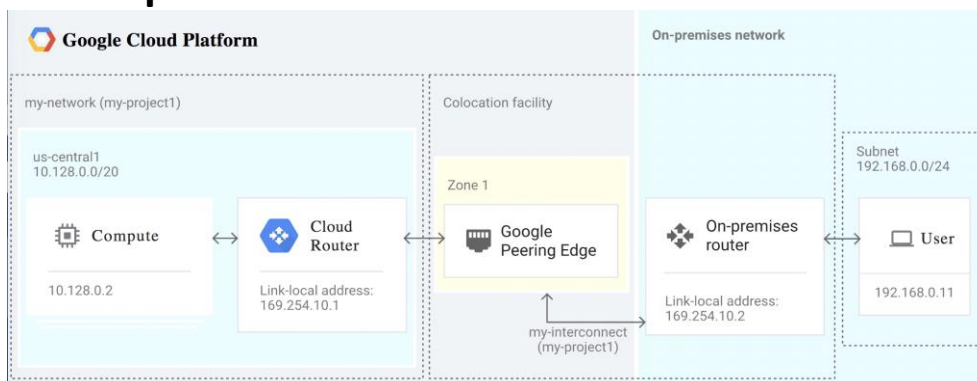 Google Cloud Platform
On-premises network
my-network (my-project1)
Colocation facility
us-central1
10.128.0.0/20
Subnet
192.168.0.0/24
Zone 1
Compute
Cloud
Router
Google
Peering Edge
On-premises
router
User
10.128.0.2
Link-local address:
169.254.10.1
Link-local address:
169.254.10.2
192.168.0.11
my-interconnect
(my-project1)